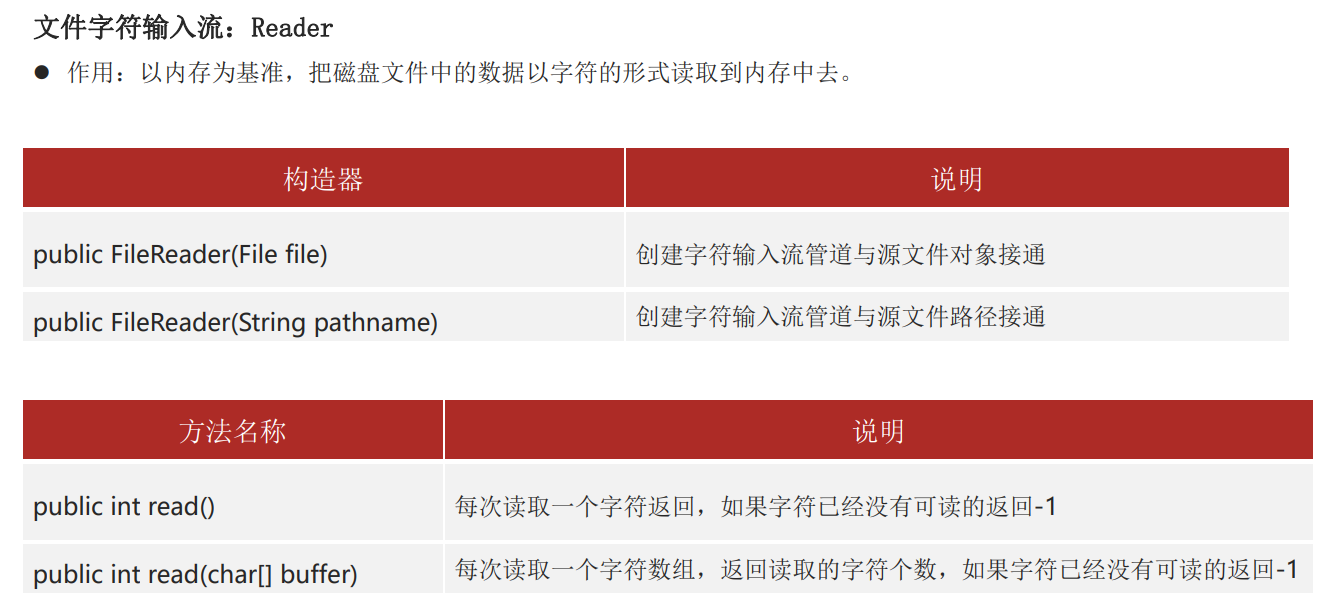 文件字符输入流：Reader
● 作用：以内存为基准，把磁盘文件中的数据以字符的形式读取到内存中去。
构造器 说明
public FileReader(File file) 创建字符输入流管道与源文件对象接通
public FileReader(String pathname) 创建字符输入流管道与源文件路径接通
方法名称 说明
public int read() 每次读取一个字符返回，如果字符已经没有可读的返回-1
public int read(char[] buffer) 每次读取一个字符数组，返回读取的字符个数，如果字符已经没有可读的返回-1